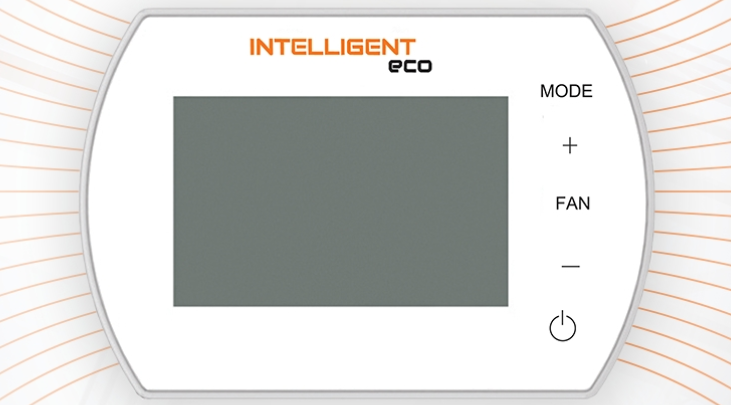 INTELLIGENT
eco
MODE
+
FAN
—